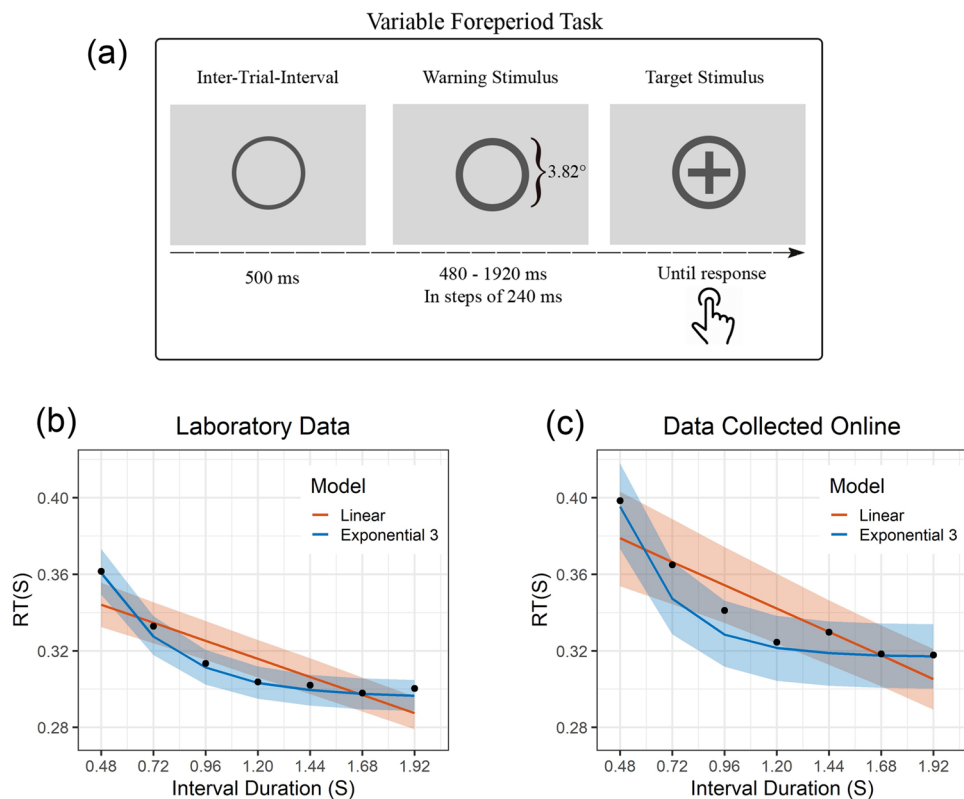 Variable Foreperiod Task
(a)
Inter-Trial-Interval
Warning Stimulus
Target Stimulus
3.82°
500 ms
480 - 1920 ms
In steps of 240 ms
Until response
(b)
Laboratory Data
RT(S)
0.40
0.36
0.32
0.28
Model
Linear
Exponential 3
0.48 0.72 0.96 1.20 1.44 1.68 1.92
Interval Duration (S)
(c)
Data Collected Online
RT(S)
0.40
0.36
0.32
0.28
Model
Linear
Exponential 3
0.48 0.72 0.96 1.20 1.44 1.68 1.92
Interval Duration (S)